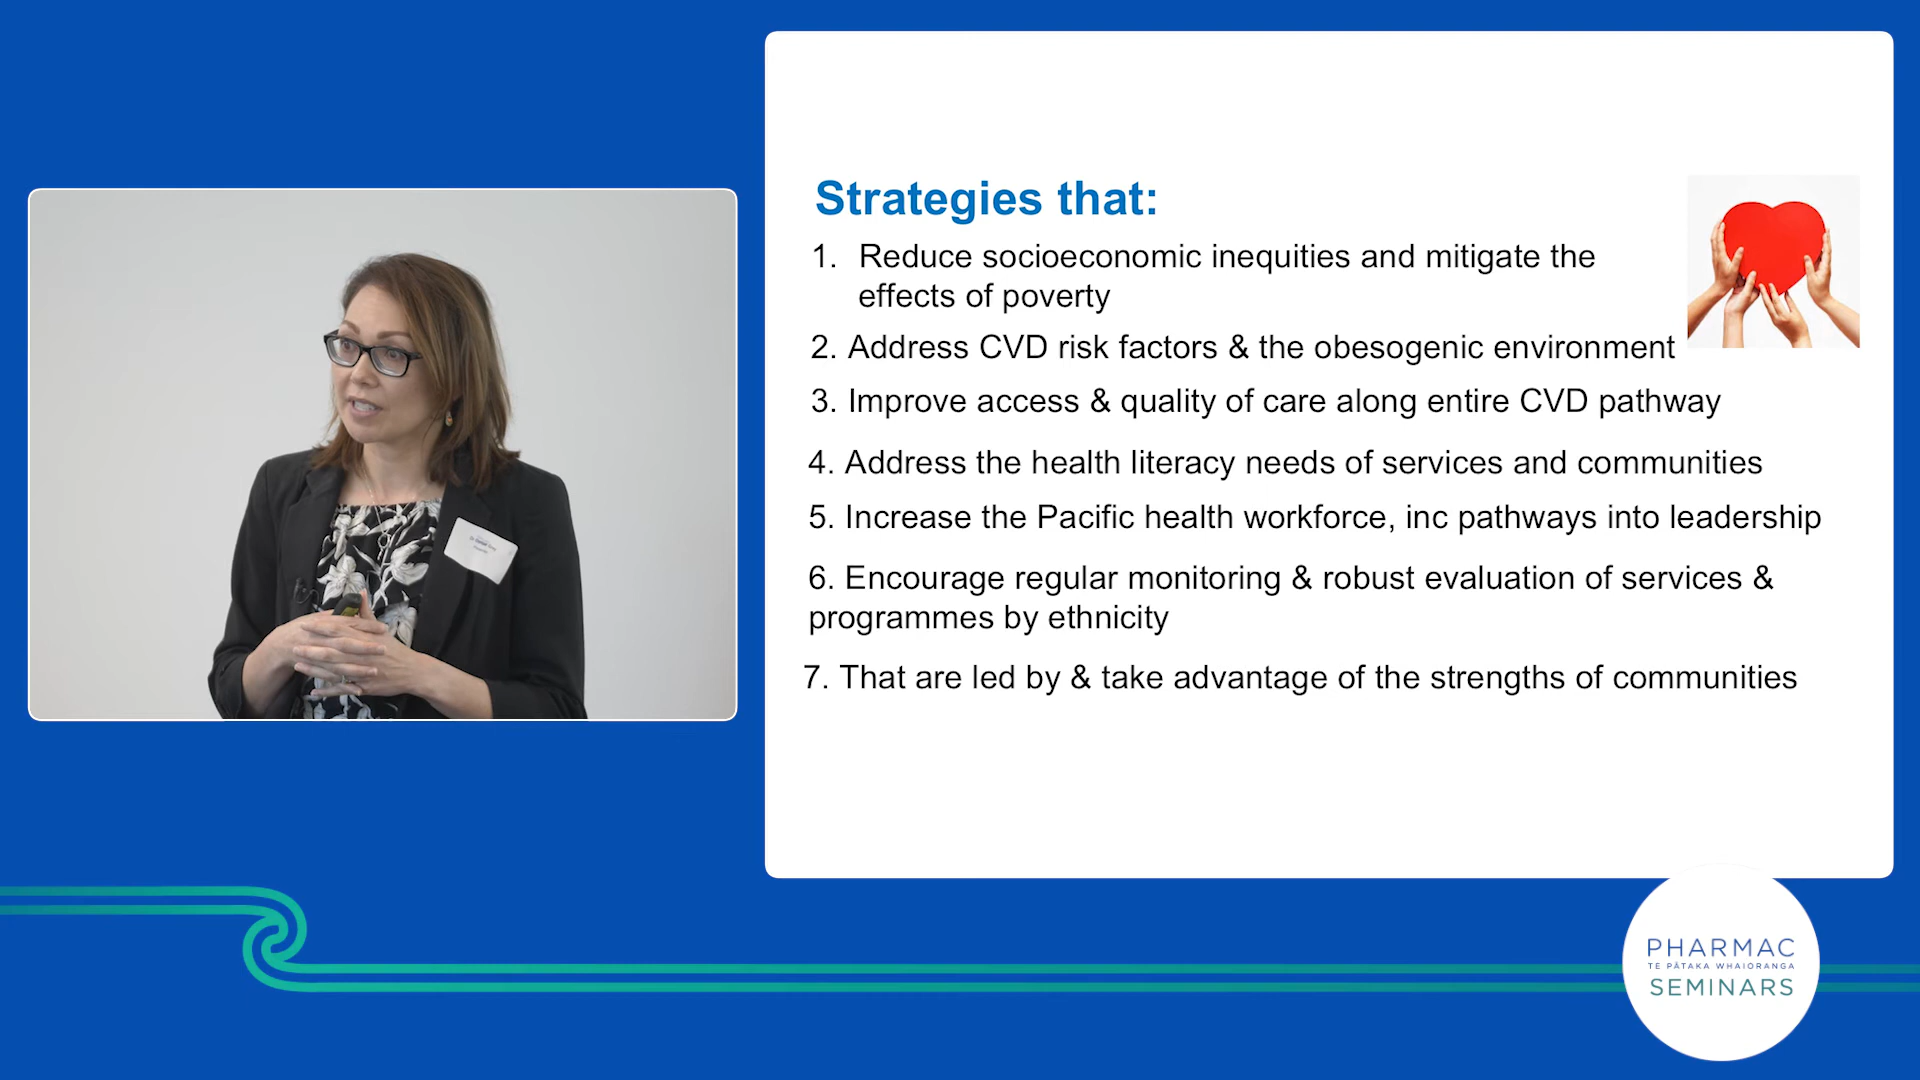 Strategies that:
1. Reduce socioeconomic inequities and mitigate the
effects of poverty
2. Address CVD risk factors & the obesogenic environment
3. Improve access & quality of care along entire CVD pathway
4. Address the health literacy needs of services and communities
5. Increase the Pacific health workforce, inc pathways into leadership
6. Encourage regular monitoring & robust evaluation of services &
programmes by ethnicity
7. That are led by & take advantage of the strengths of communities
PHARMAC
TE PĀTAKA WHAIORANGA
SEMINARS